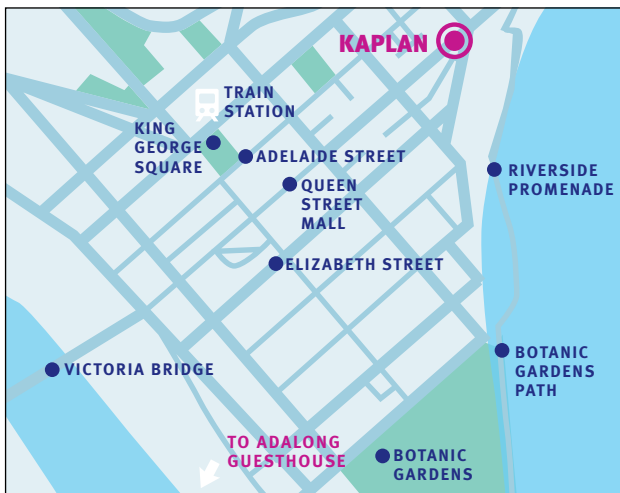 KAPLAN
TRAIN
STATION
KING
GEORGE
SQUARE
ADELAIDE STREET
QUEEN
STREET
MALL
RIVERSIDE
PROMENADE
ELIZABETH STREET
VICTORIA BRIDGE
BOTANIC
GARDENS
PATH
TO ADALONG
GUESTHOUSE
BOTANIC
GARDENS